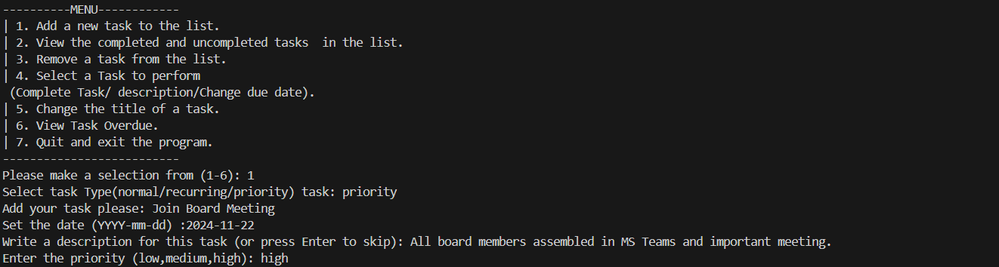 ----------MENU------------
| 1. Add a new task to the list.
| 2. View the completed and uncompleted tasks  in the list.
| 3. Remove a task from the list.
| 4. Select a Task to perform
 (Complete Task/ description/Change due date).
| 5. Change the title of a task.
| 6. View Task Overdue.
| 7. Quit and exit the program.
--------------------------
Please make a selection from (1-6): 1
Select task Type(normal/recurring/priority) task: priority
Add your task please: Join Board Meeting
Set the date (YYYY-mm-dd) :2024-11-22
Write a description for this task (or press Enter to skip): All board members assembled in MS Teams and important meeting.
Enter the priority (low,medium,high): high